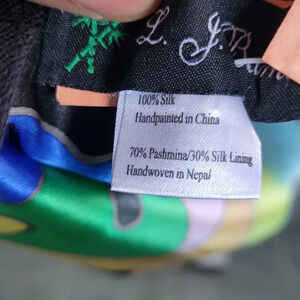 L. J. B
100% Silk
Handpainted in China
70% Pashmina/30% Silk Lining
Handwoven in Nepal